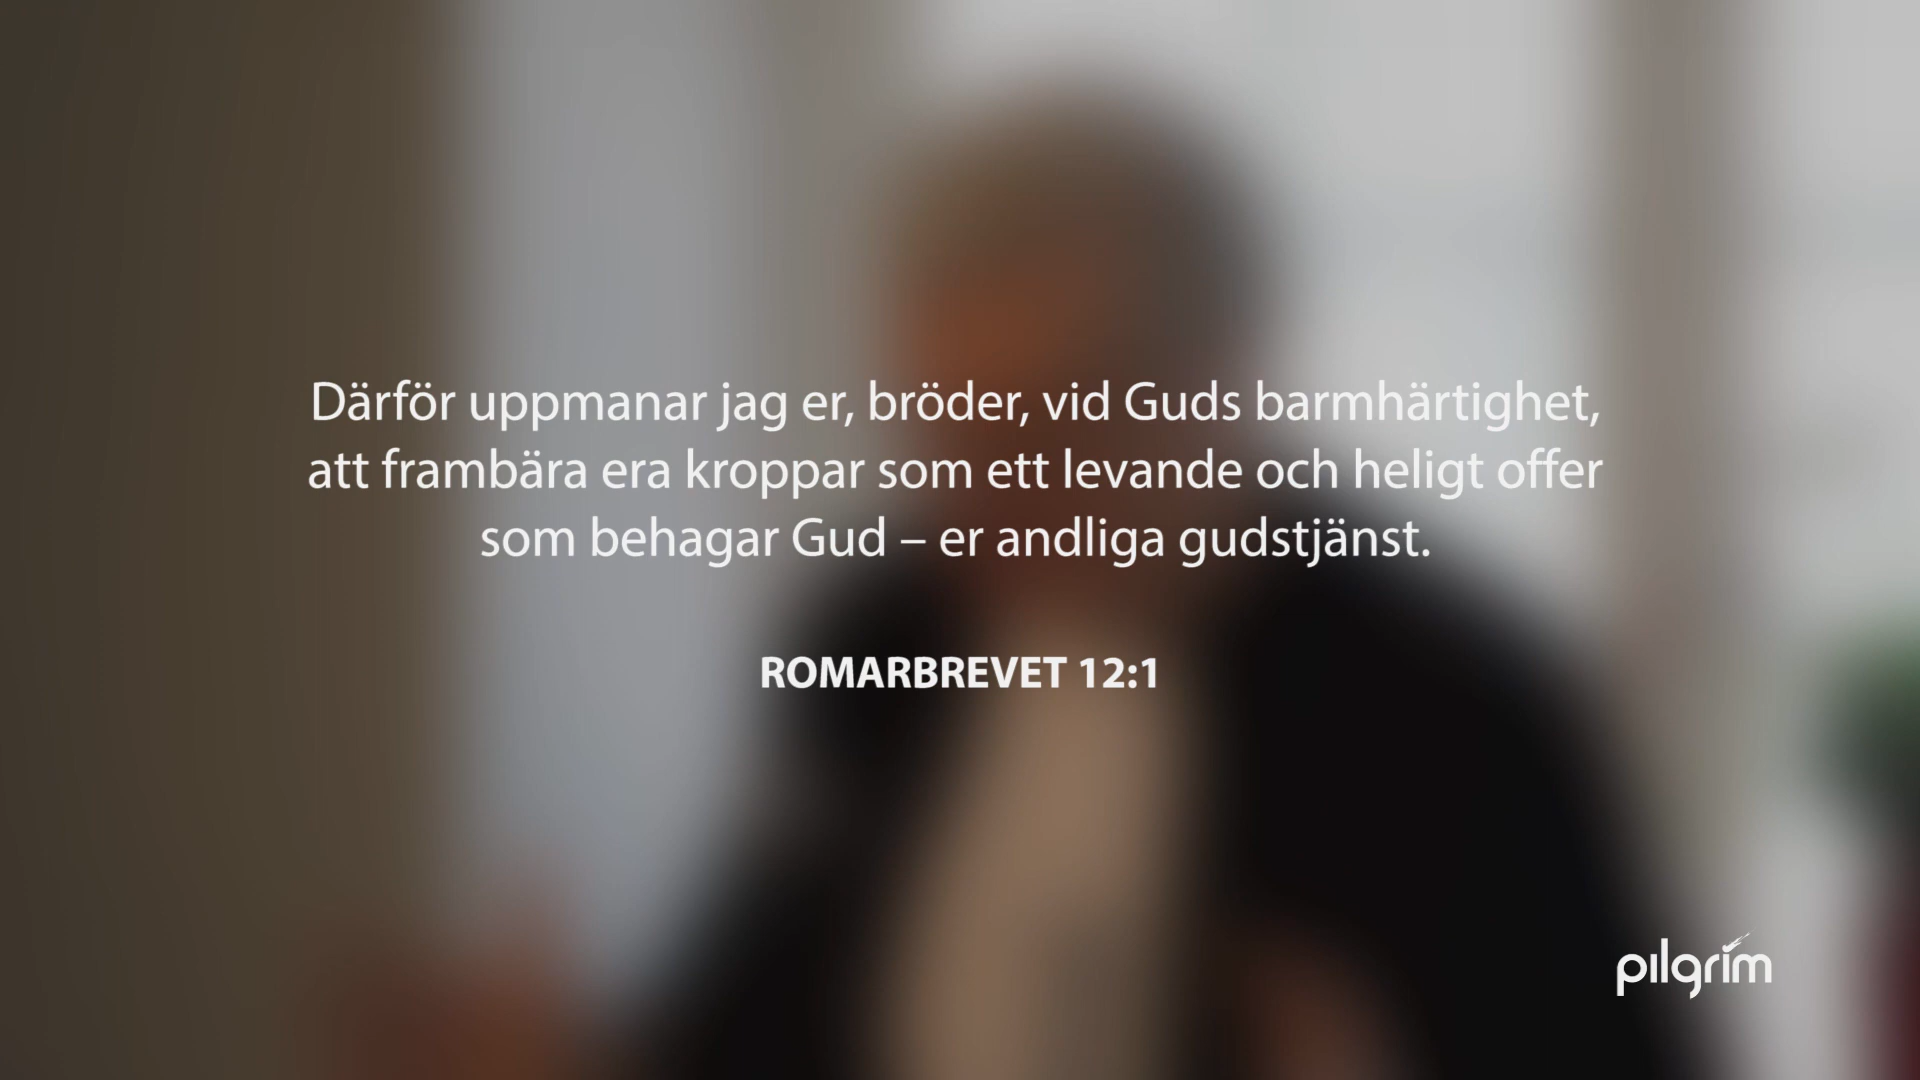 Därför uppmanar jag er, bröder, vid Guds barmhärtighet,
att frambära era kroppar som ett levande och heligt offer
som behagar Gud – er andliga gudstjänst.
ROMARBREVET 12:1
pilgrim